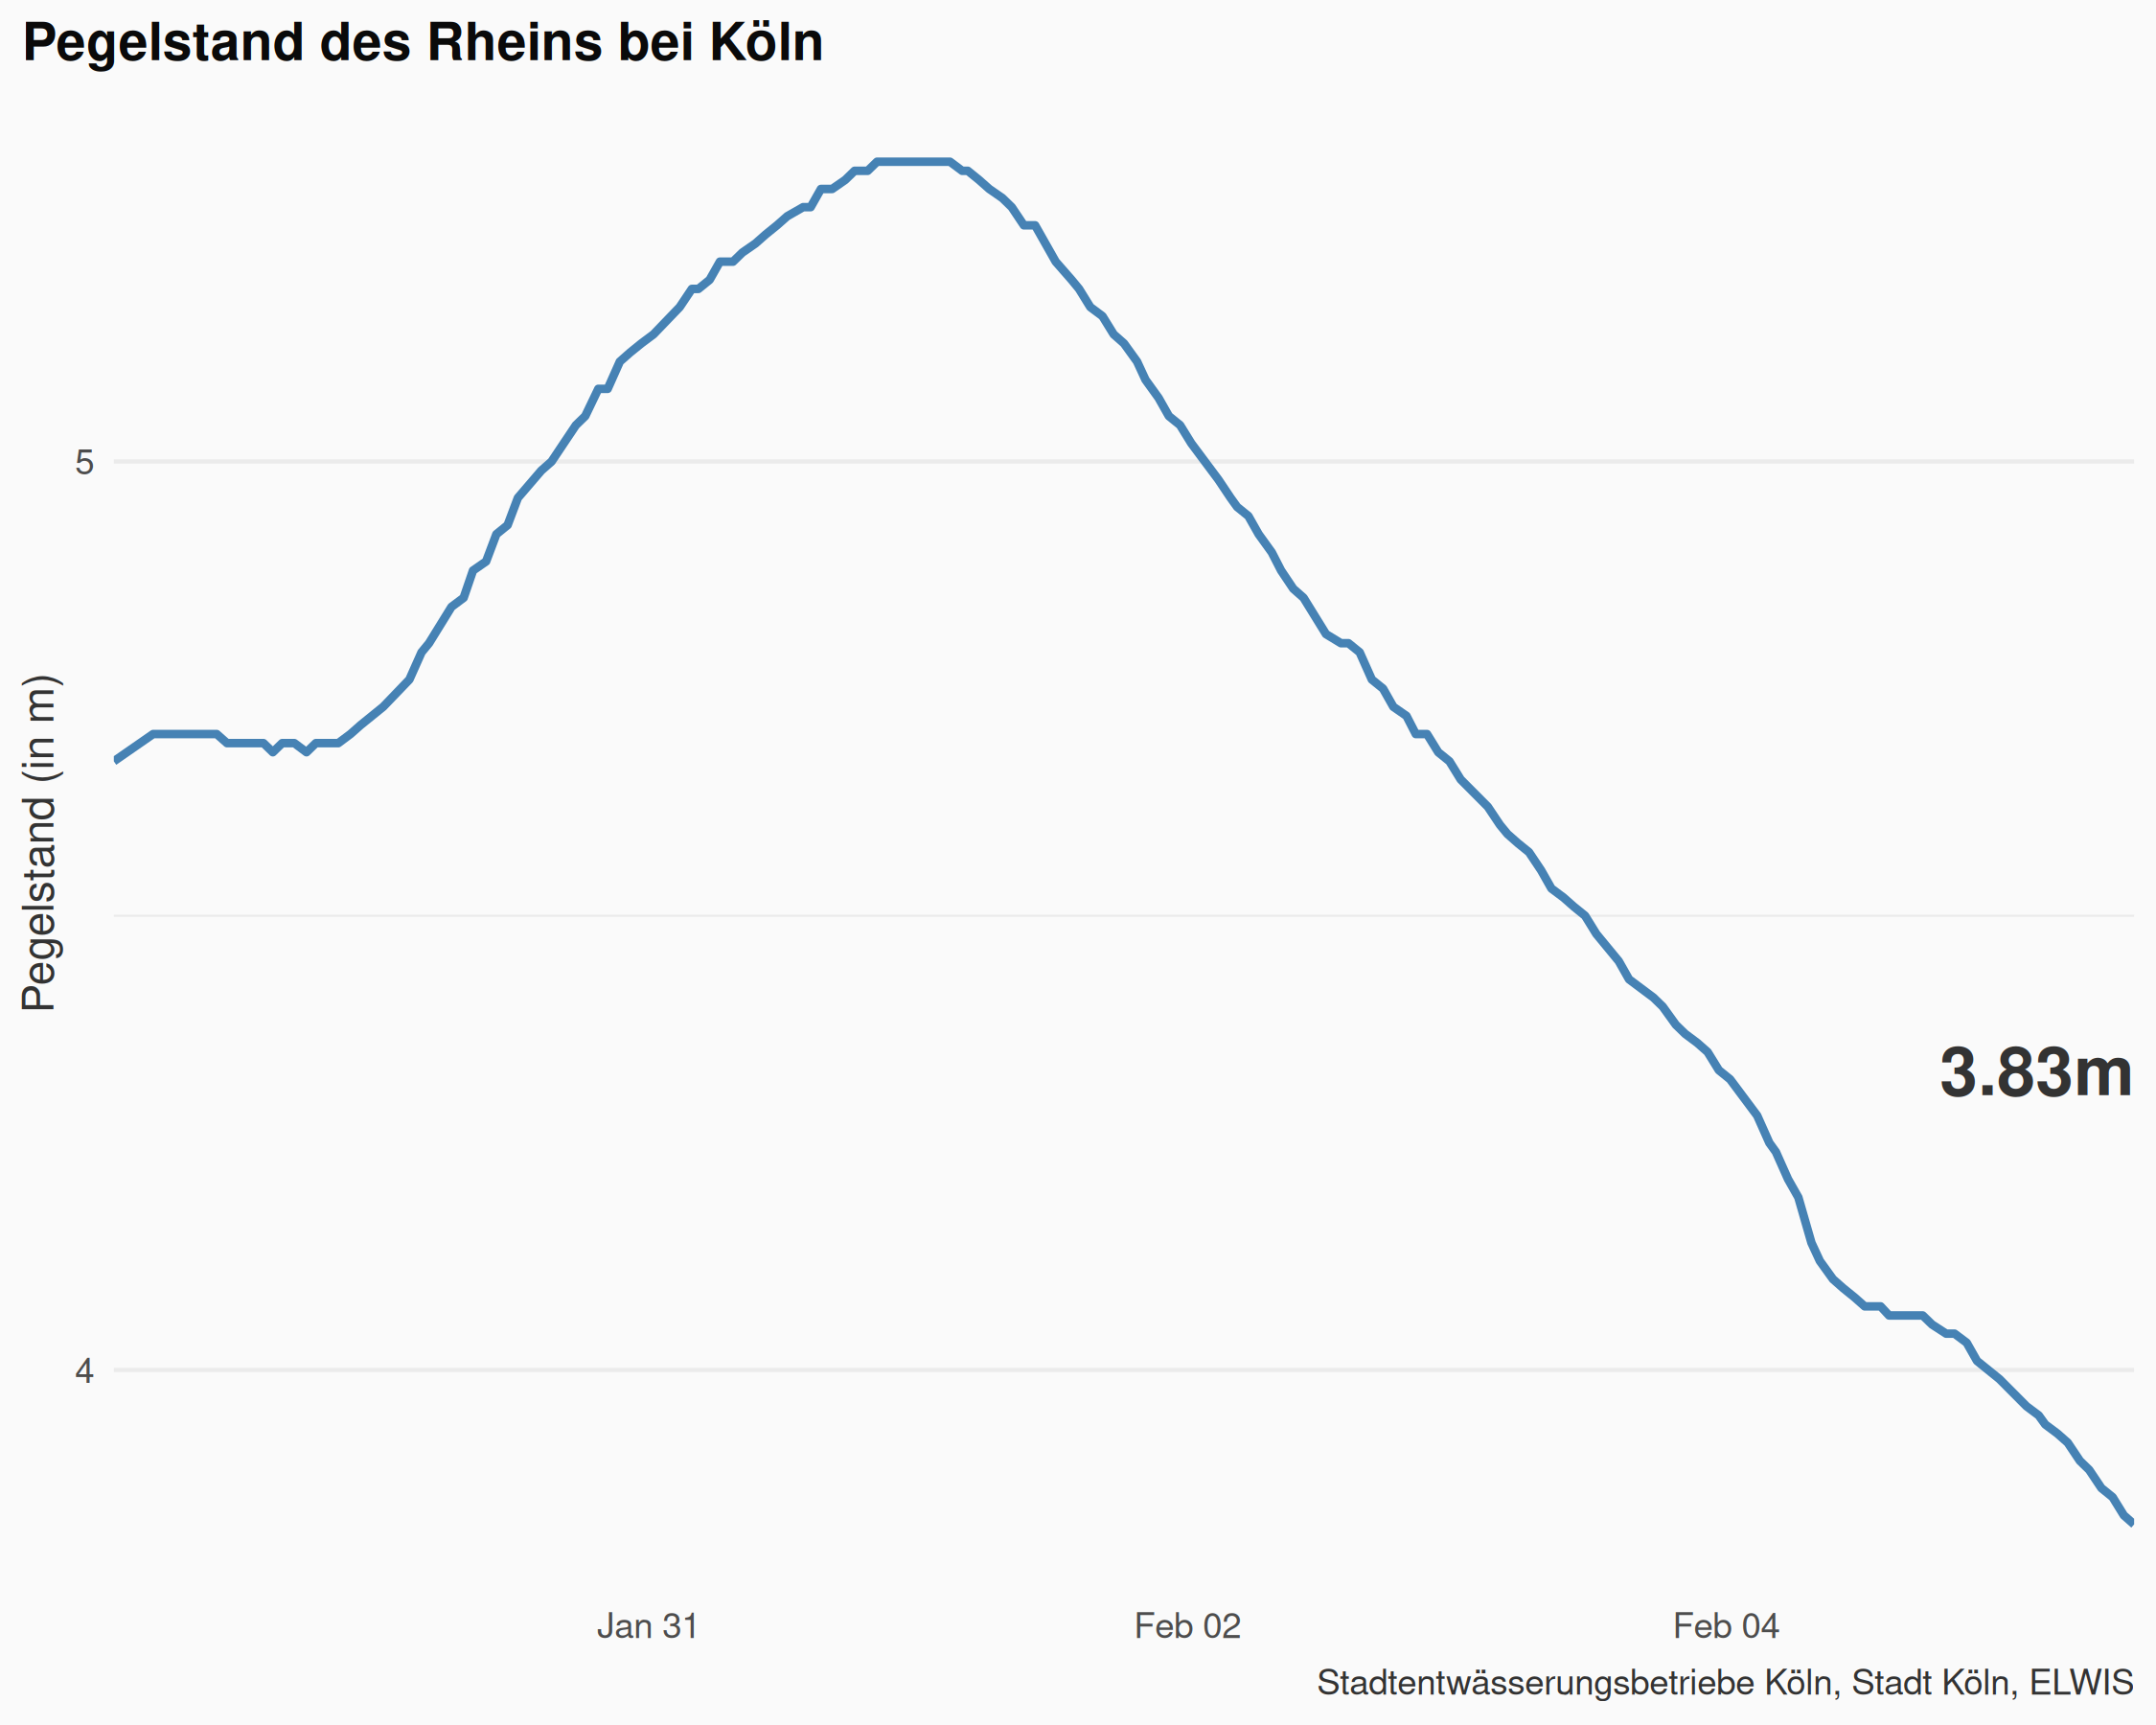 Pegelstand des Rheins bei Köln
Pegelstand (in m)
5
4
3.83m
Jan 31
Feb 02
Feb 04
Stadtentwässerungsbetriebe Köln, Stadt Köln, ELWIS